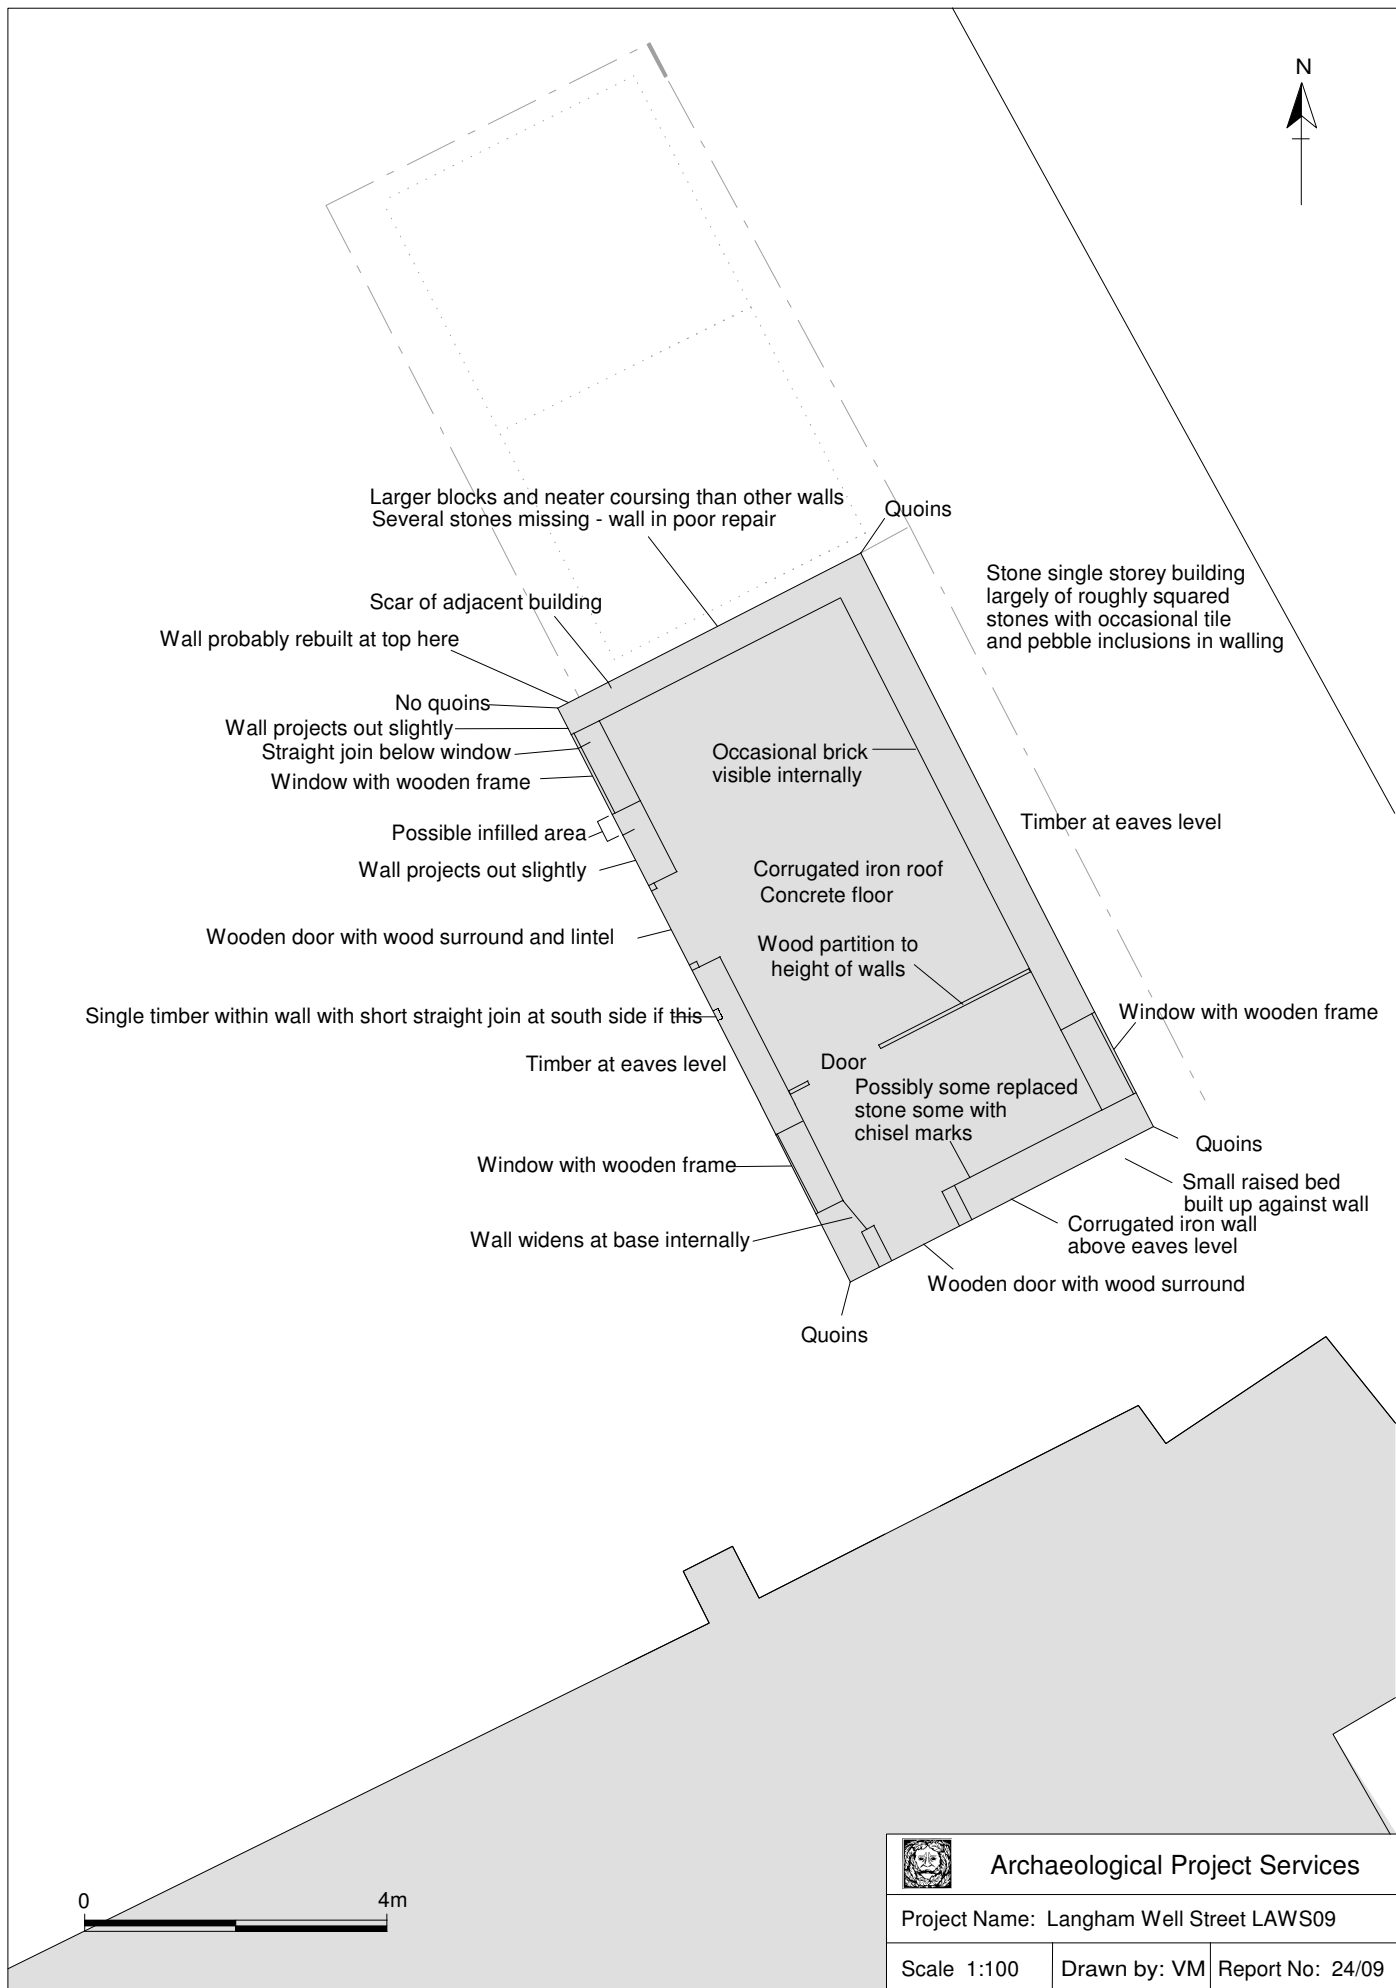 N
Larger blocks and neater coursing than other walls
Several stones missing - wall in poor repair
Quoins
Stone single storey building
largely of roughly squared
stones with occasional tile
and pebble inclusions in walling
Scar of adjacent building
Wall probably rebuilt at top here
No quoins
Wall projects out slightly
Straight join below window
Window with wooden frame
Occasional brick
visible internally
Possible infilled area
Timber at eaves level
Wall projects out slightly
Corrugated iron roof
Concrete floor
Wooden door with wood surround and lintel
Wood partition to
height of walls
Single timber within wall with short straight join at south side if this
Window with wooden frame
Timber at eaves level
Door
Possibly some replaced
stone some with
chisel marks
Quoins
Window with wooden frame
Small raised bed
built up against wall
Corrugated iron wall
above eaves level
Wall widens at base internally
Wooden door with wood surround
Quoins
0 4m
Archaeological Project Services
Project Name: Langham Well Street LAWS09
Scale 1:100
Drawn by: VM
Report No: 24/09